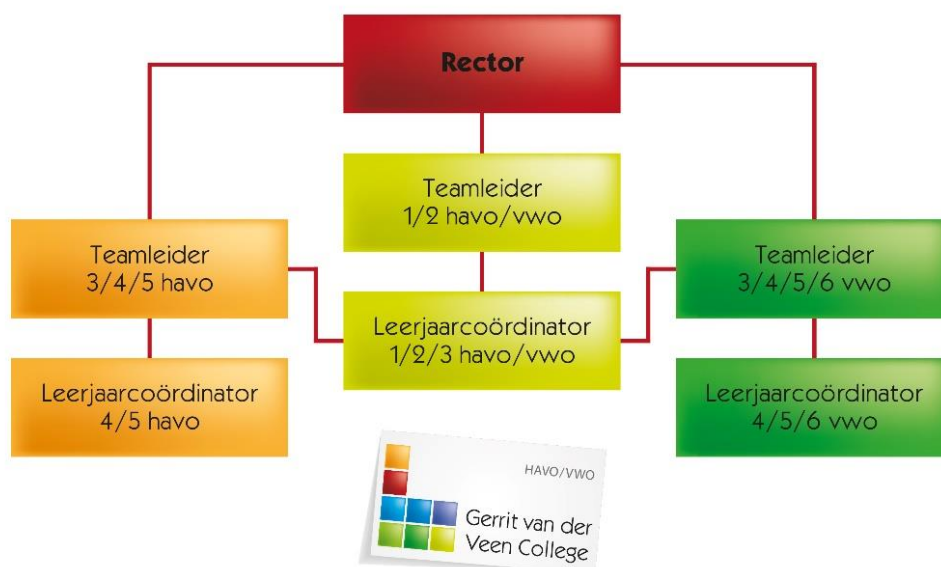 Rector
Teamleider
1/2 havo/vwo
Teamleider
3/4/5 havo
Teamleider
3/4/5/6 vwo
Leerjaarcoördinator
1/2/3 havo/vwo
Leerjaarcoördinator
4/5 havo
Leerjaarcoördinator
4/5/6 vwo
HAVO/VWO
Gerrit van der
Veen College